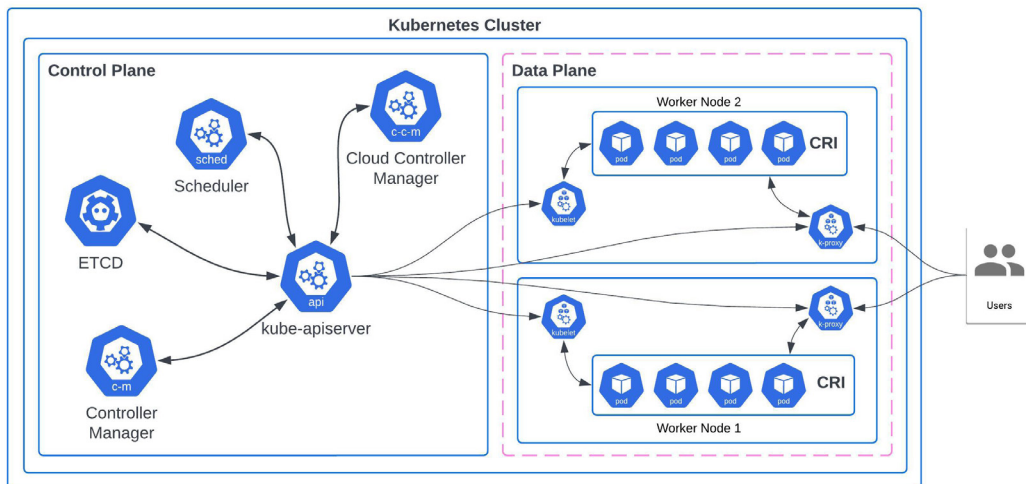 Kubernetes Cluster
Control Plane
sched
Scheduler
c-c-m
Cloud Controller
Manager
ETCD
api
kube-apiserver
c-m
Controller
Manager
Data Plane
Worker Node 2
pod
pod
pod
pod
CRI
kubelet
k-proxy
kubelet
k-proxy
pod
pod
pod
pod
CRI
Worker Node 1
Users